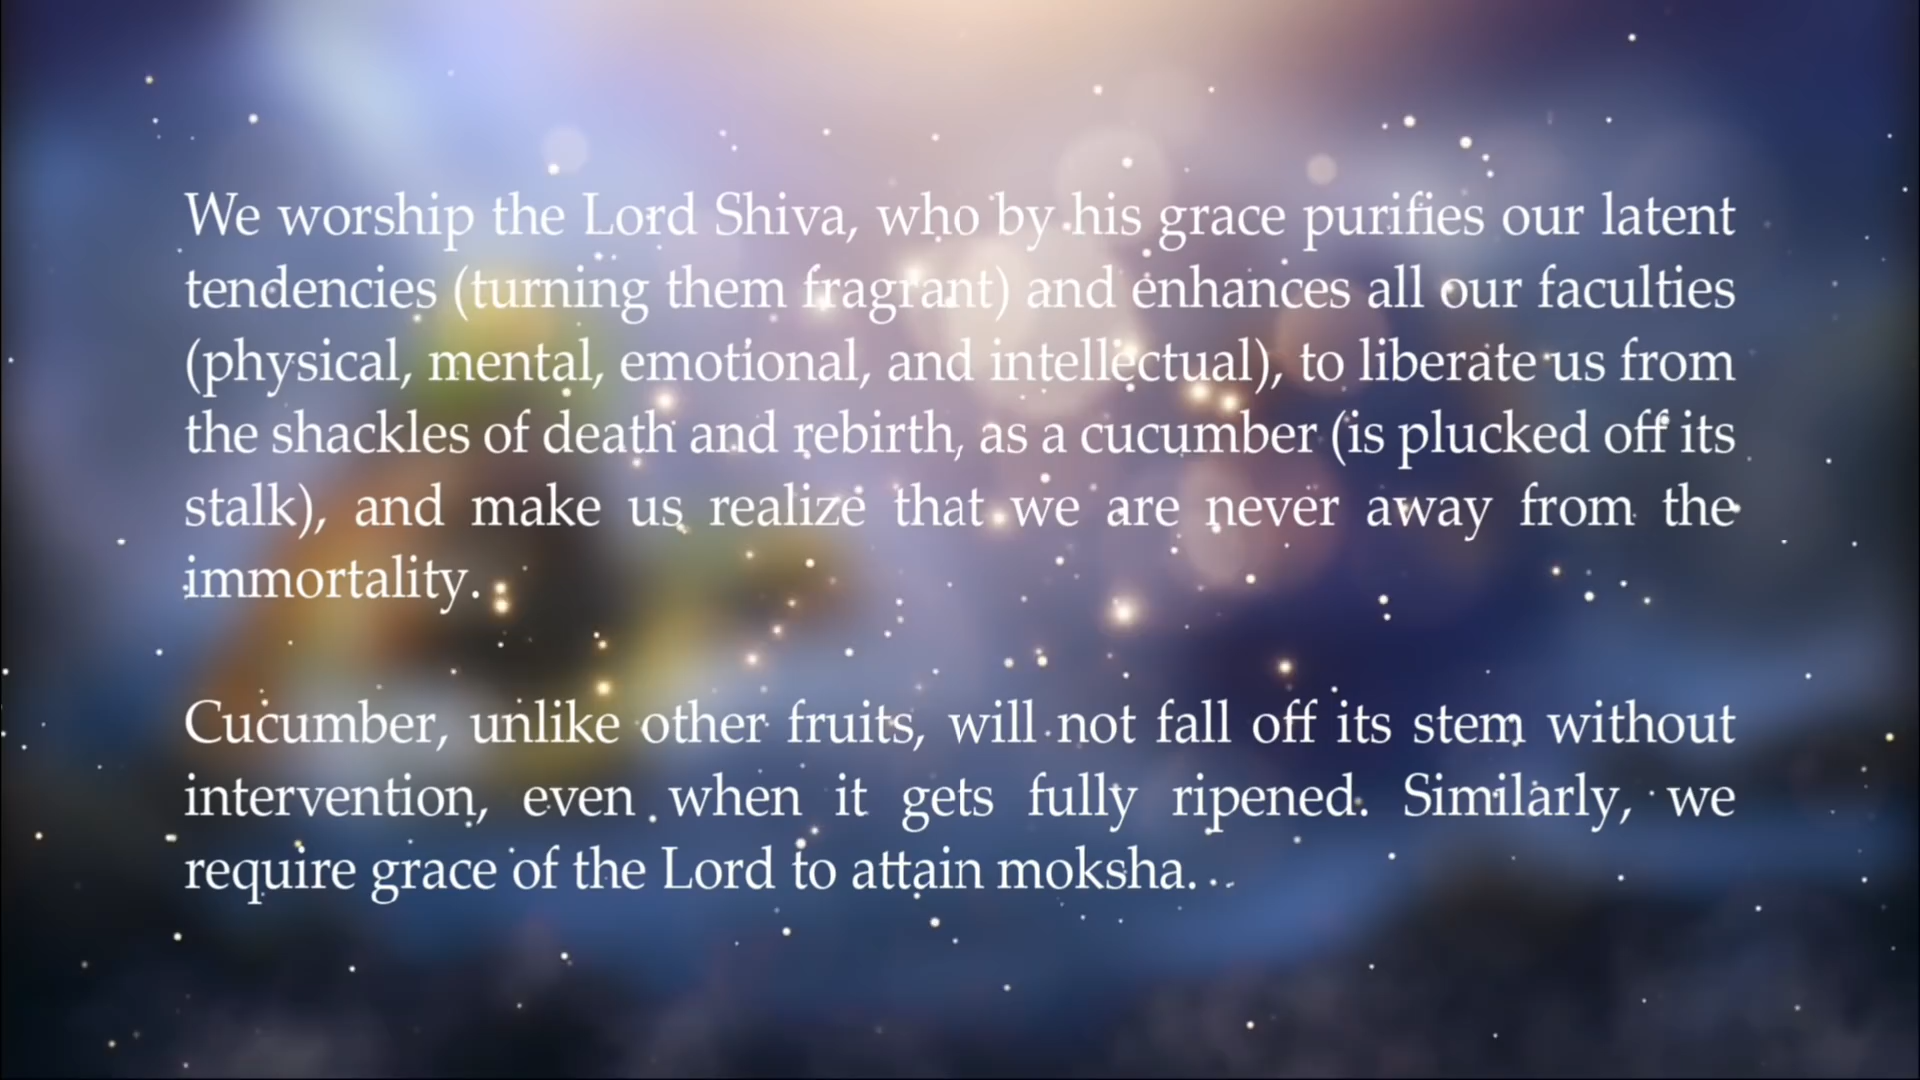 We worship the Lord Shiva, who by his grace purifies our latent
tendencies (turning them fragrant) and enhances all our faculties
(physical, mental, emotional, and intellectual), to liberate us from
the shackles of death and rebirth, as a cucumber (is plucked off its
stalk), and make us realize that we are never away from the
immortality.
Cucumber, unlike other fruits, will not fall off its stem without
intervention, even when it gets fully ripened. Similarly, we
require grace of the Lord to attain moksha.